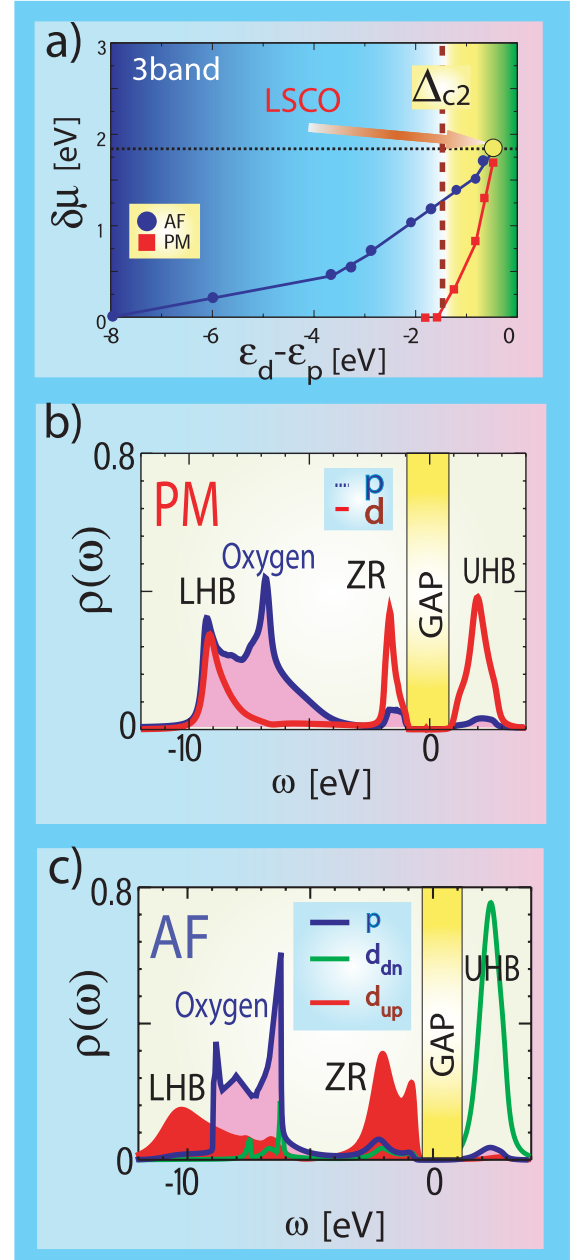 a)
3band
LSCO
Δc2
δμ [eV]
3
2
1
0
AF
PM
-8
-6
-4
-2
0
εd-εp [eV]
b)
0.8
PM
p
d
Oxygen
LHB
ZR
GAP
UHB
ρ(ω)
0
-10
0
ω [eV]
c)
0.8
AF
p
ddn
dup
Oxygen
UHB
LHB
ZR
GAP
ρ(ω)
0
-10
0
ω [eV]